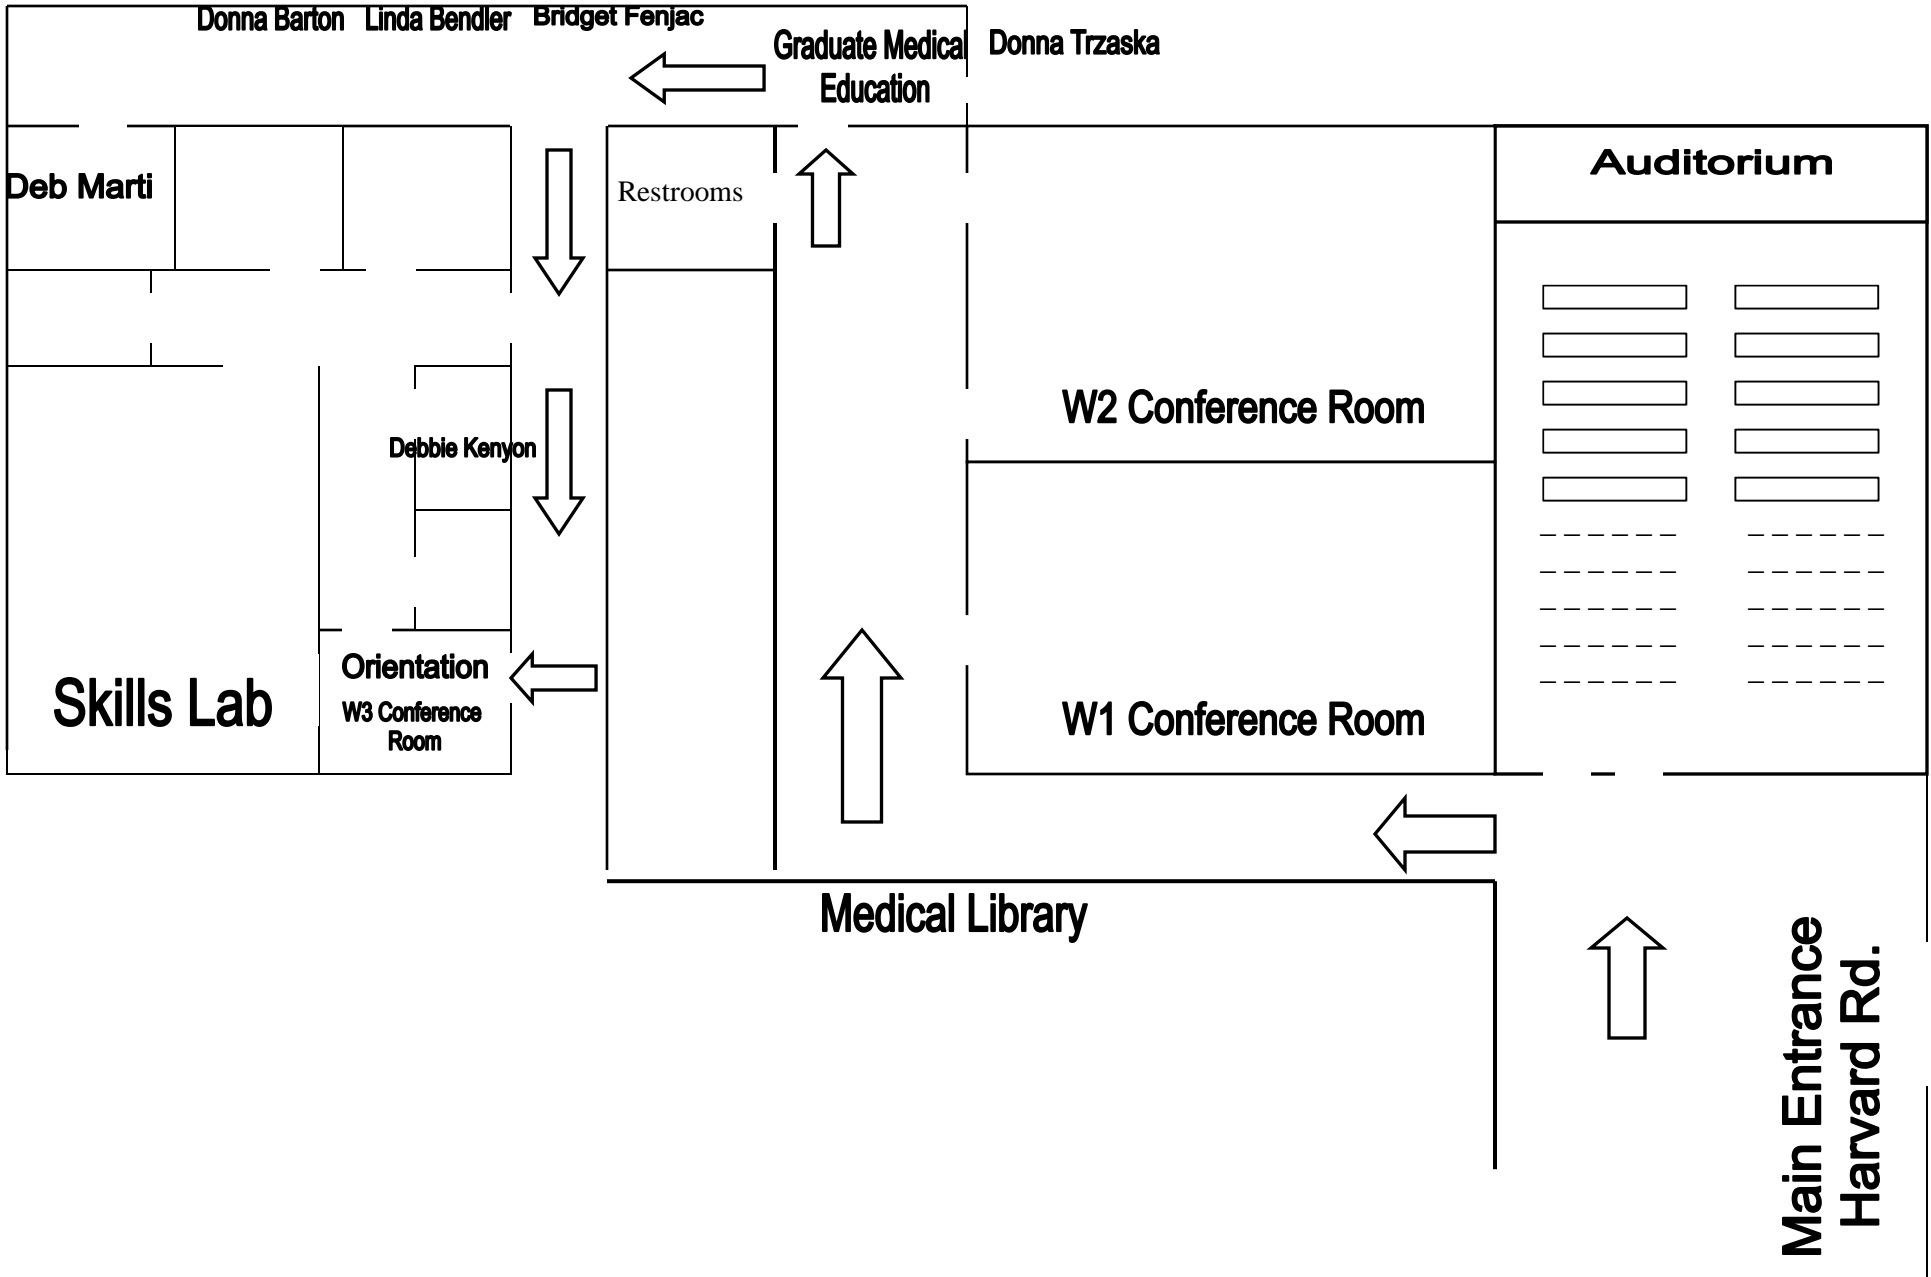 Donna Barton
Linda Bendler
Bridget Fenjac
Graduate Medical
Education
Donna Trzaska
Auditorium
Deb Marti
Restrooms
W2 Conference Room
Debbie Kenyon
Orientation
W3 Conference
Room
Skills Lab
W1 Conference Room
Medical Library
Main Entrance
Harvard Rd.